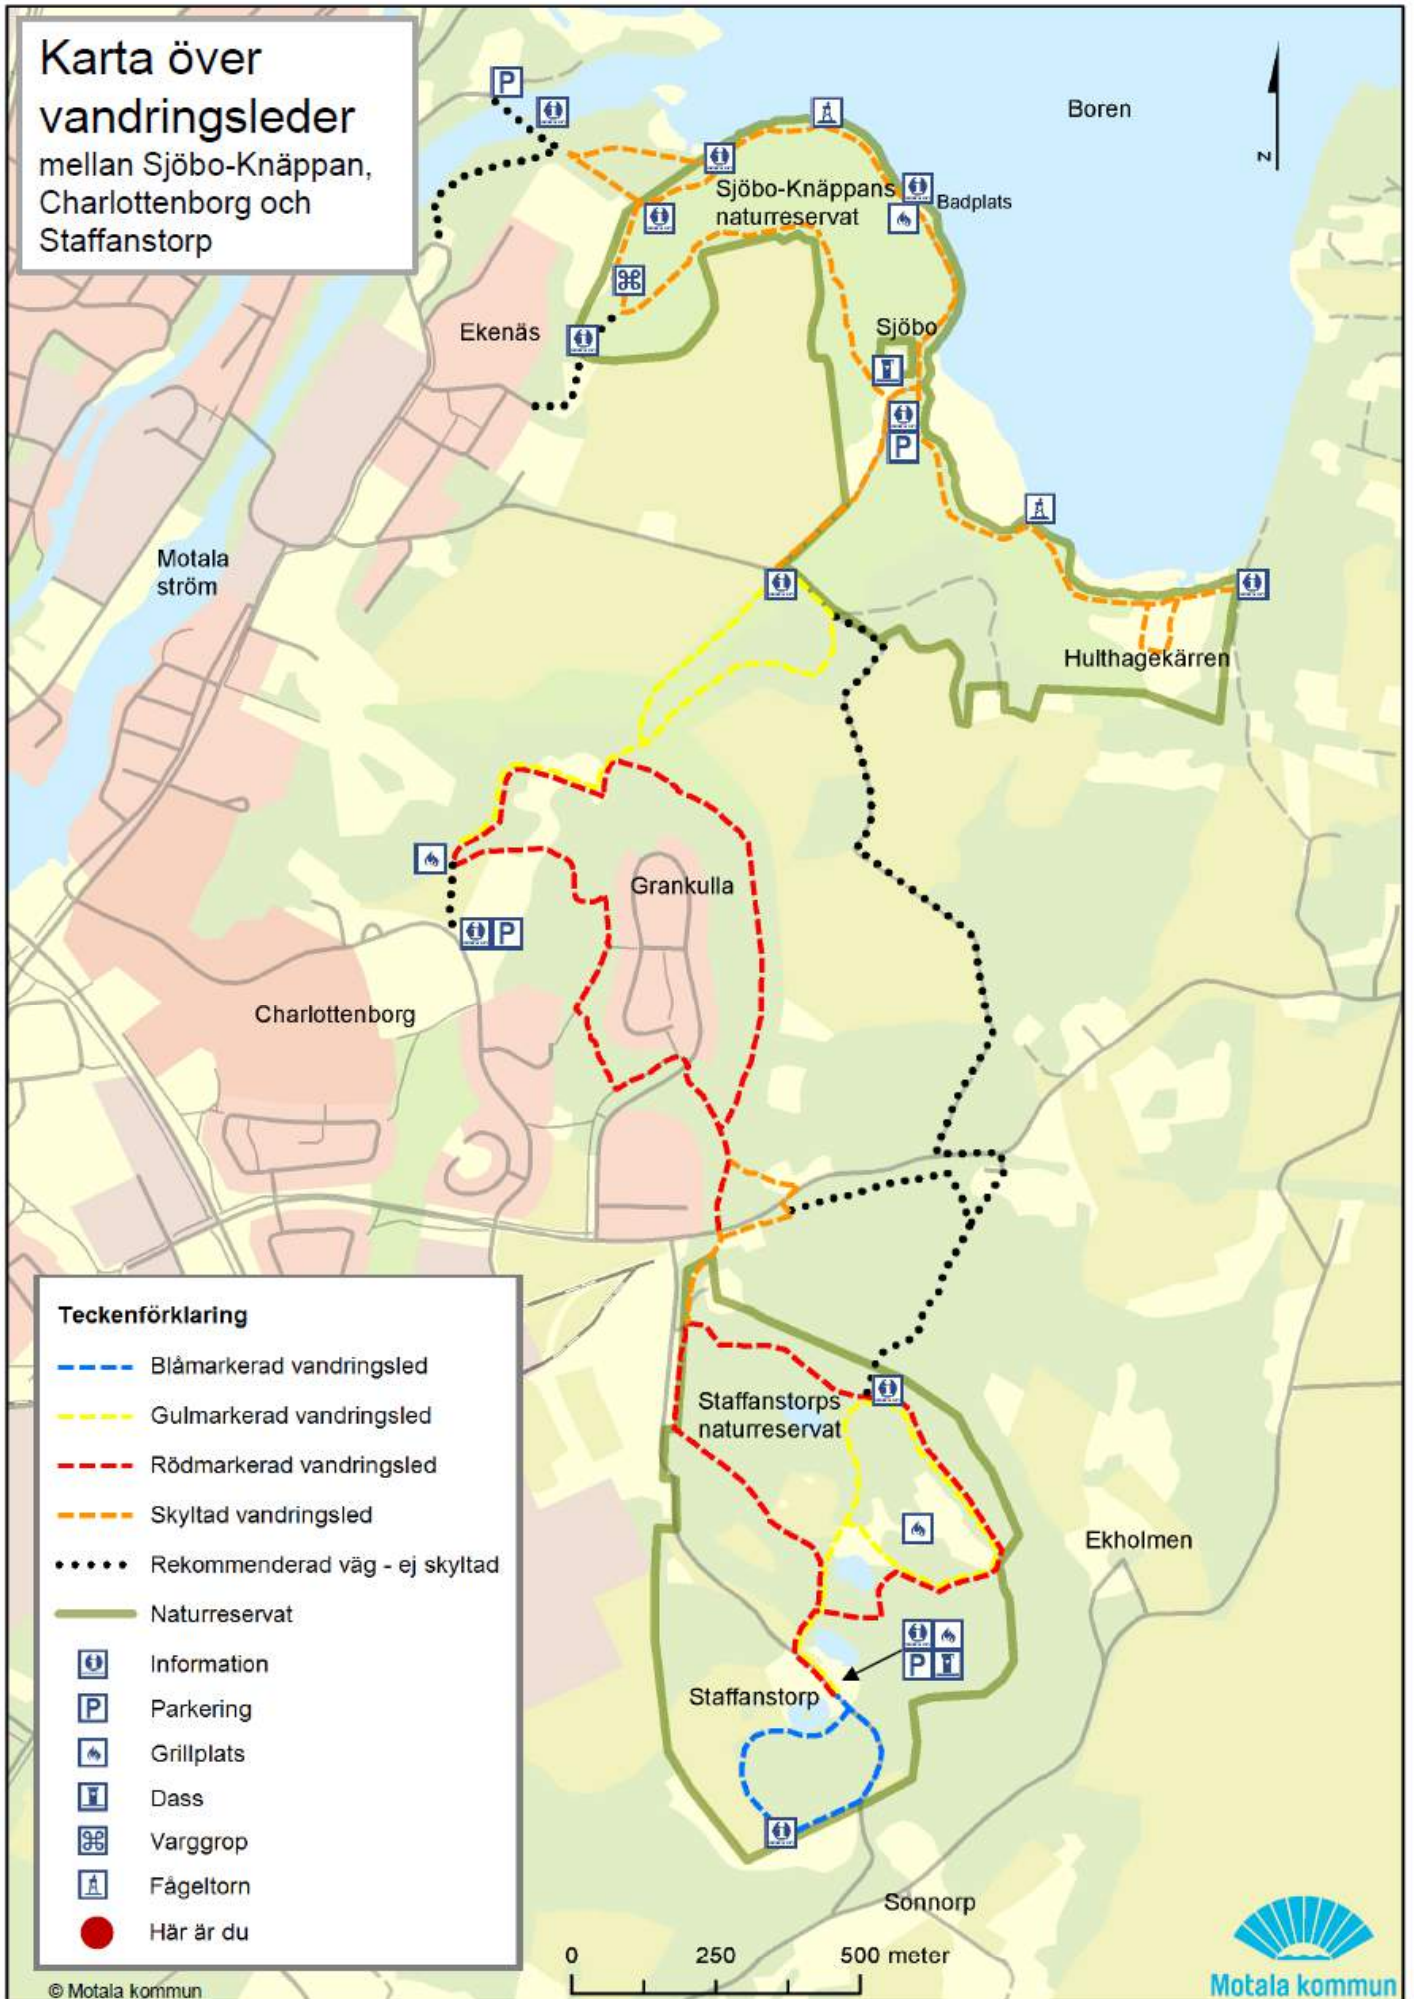 Karta över
vandringsleder
mellan Sjöbo-Knäppan,
Charlottenborg och
Staffanstorp
P
Boren
N
Sjöbo-Knäppans
naturreservat
Badplats
Ekenäs
Sjöbo
P
Motala
ström
Hulthagekärren
Grankulla
P
Charlottenborg
Teckenförklaring
Blåmarkerad vandringsled
Gulmarkerad vandringsled
Rödmarkerad vandringsled
Skyltad vandringsled
Rekommenderad väg - ej skyltad
Naturreservat
Information
P Parkering
Grillplats
Dass
Varggrop
Fågeltorn
Här är du
Staffanstorps
naturreservat
Ekholmen
P
Staffanstorp
Sonnorp
0 250 500 meter
© Motala kommun
Motala kommun